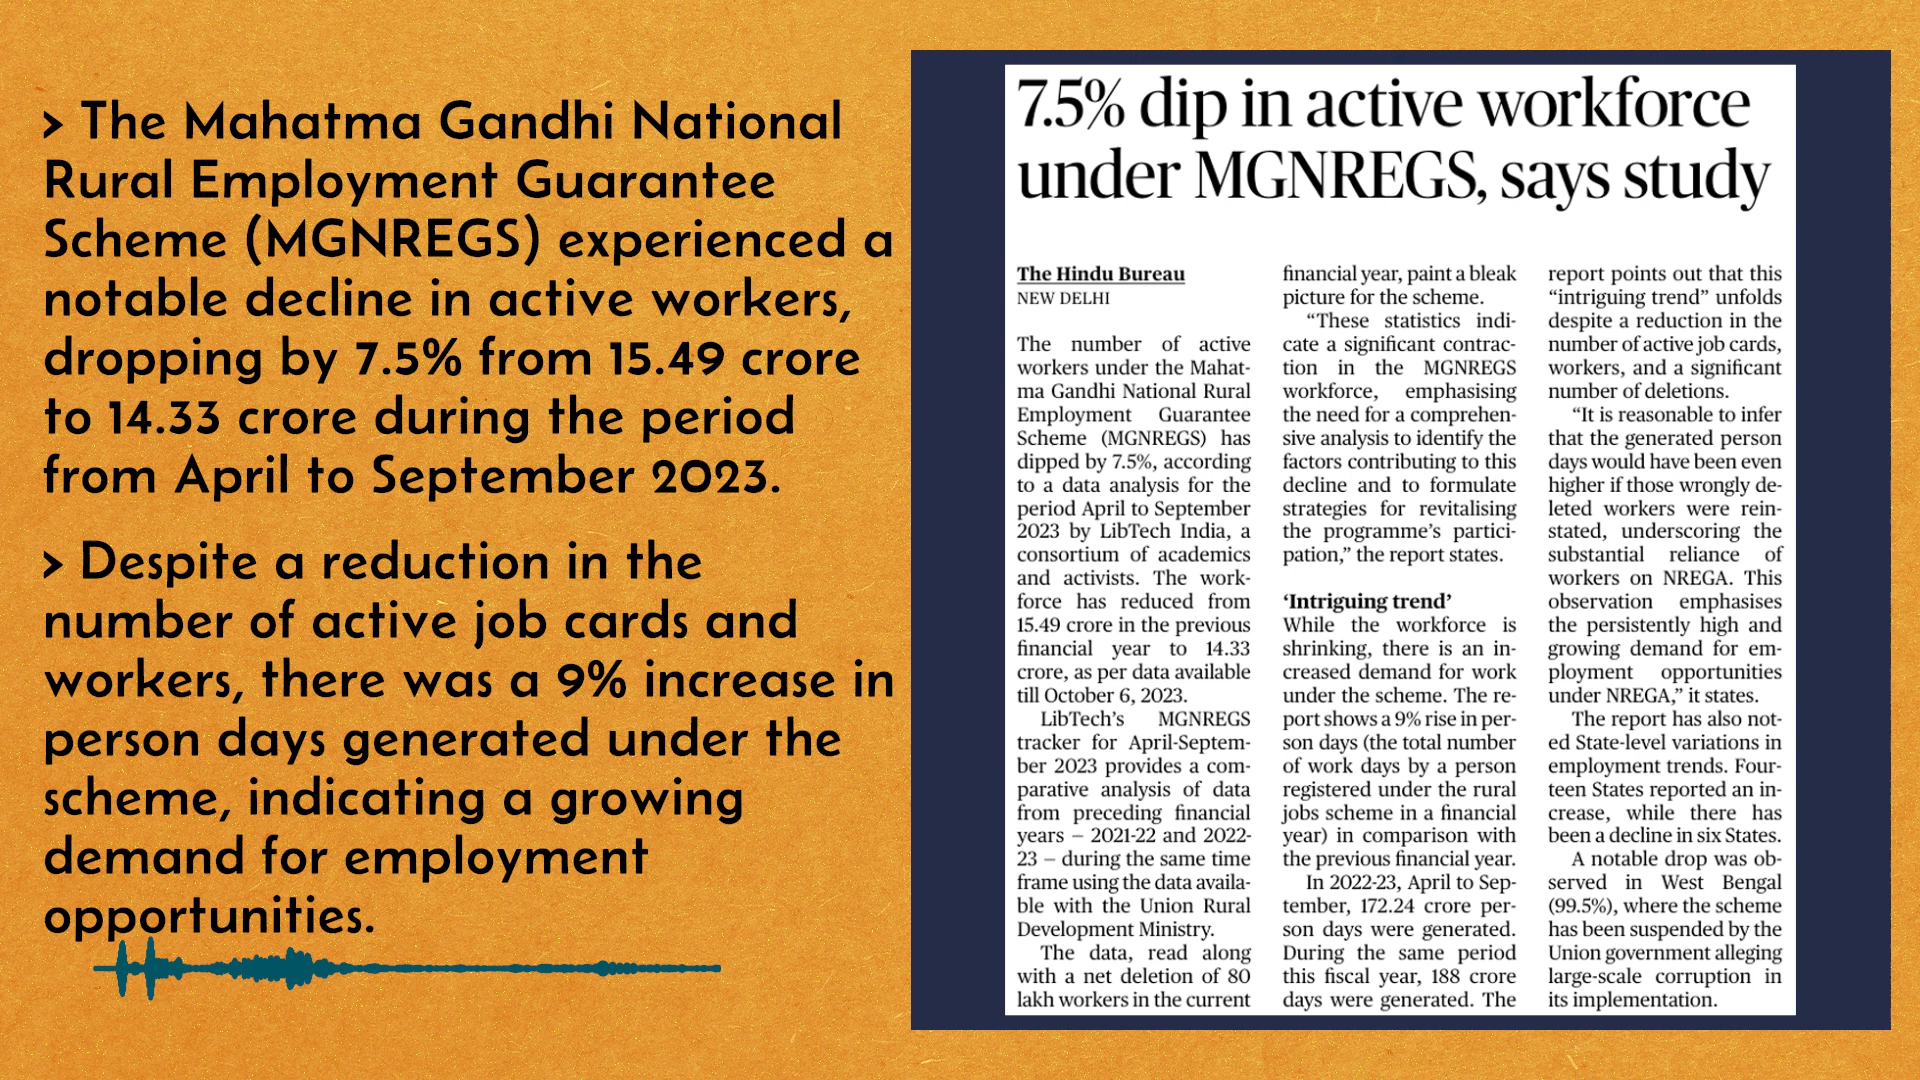 > The Mahatma Gandhi National
Rural Employment Guarantee
Scheme (MGNREGS) experienced a
notable decline in active workers,
dropping by 7.5% from 15.49 crore
to 14.33 crore during the period
from April to September 2023.
> Despite a reduction in the
number of active job cards and
workers, there was a 9% increase in
person days generated under the
scheme, indicating a growing
demand for employment
opportunities.
7.5% dip in active workforce
under MGNREGS, says study
The Hindu Bureau
NEW DELHI
The number of active
workers under the Mahat-
ma Gandhi National Rural
Employment Guarantee
Scheme (MGNREGS) has
dipped by 7.5%, according
to a data analysis for the
period April to September
2023 by LibTech India, a
consortium of academics
and activists. The work-
force has reduced from
15.49 crore in the previous
financial year to 14.33
crore, as per data available
till October 6, 2023.
LibTech’s MGNREGS
tracker for April-Septem-
ber 2023 provides a com-
parative analysis of data
from preceding financial
years – 2021-22 and 2022-
23 – during the same time
frame using the data availa-
ble with the Union Rural
Development Ministry.
The data, read along
with a net deletion of 80
lakh workers in the current
financial year, paint a bleak
picture for the scheme.
“These statistics indi-
cate a significant contrac-
tion in the MGNREGS
workforce, emphasising
the need for a comprehen-
sive analysis to identify the
factors contributing to this
decline and to formulate
strategies for revitalising
the programme’s partici-
pation,” the report states.
‘Intriguing trend’
While the workforce is
shrinking, there is an in-
creased demand for work
under the scheme. The re-
port shows a 9% rise in per-
son days (the total number
of work days by a person
registered under the rural
jobs scheme in a financial
year) in comparison with
the previous financial year.
In 2022-23, April to Sep-
tember, 172.24 crore per-
son days were generated.
During the same period
this fiscal year, 188 crore
days were generated. The
report points out that this
“intriguing trend” unfolds
despite a reduction in the
number of active job cards,
workers, and a significant
number of deletions.
“It is reasonable to infer
that the generated person
days would have been even
higher if those wrongly de-
leted workers were rein-
stated, underscoring the
substantial reliance of
workers on NREGA. This
observation emphasises
the persistently high and
growing demand for em-
ployment opportunities
under NREGA,” it states.
The report has also not-
ed State-level variations in
employment trends. Four-
teen States reported an in-
crease, while there has
been a decline in six States.
A notable drop was ob-
served in West Bengal
(99.5%), where the scheme
has been suspended by the
Union government alleging
large-scale corruption in
its implementation.